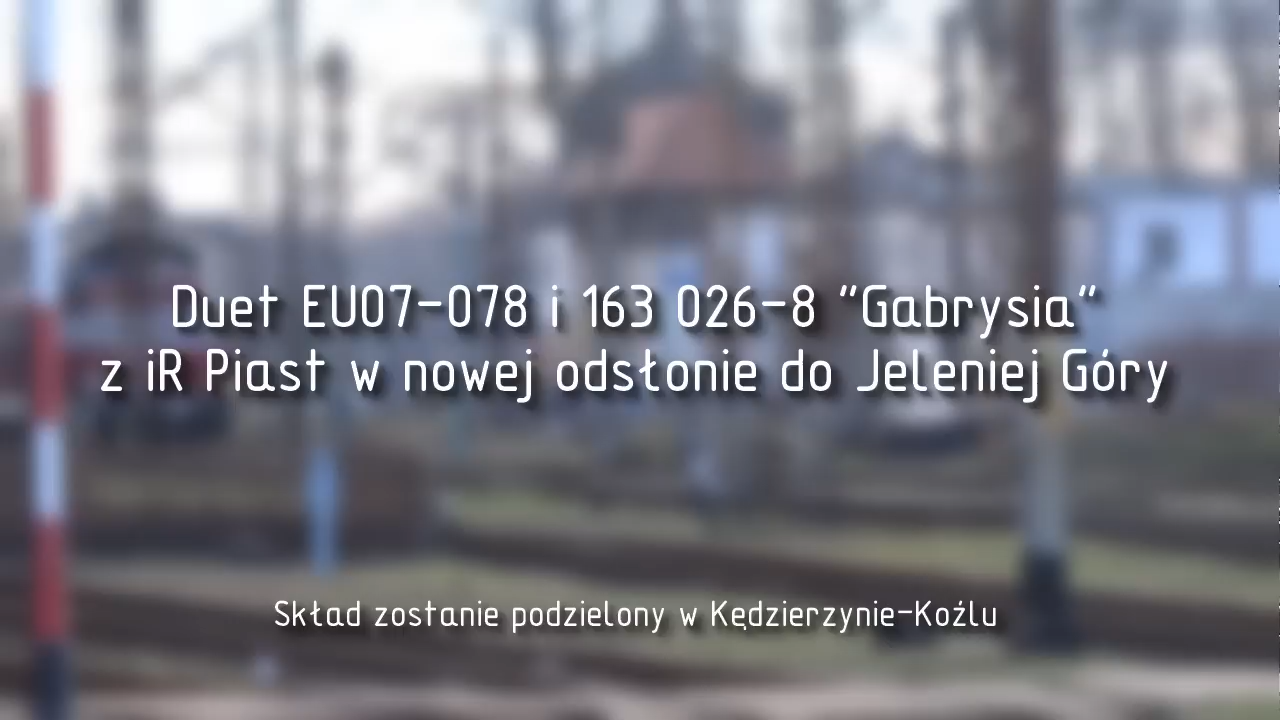 Duet EU07-078 i 163 026-8 "Gabrysia"
z iR Piast w nowej odsłonie do Jeleniej Góry
Skład zostanie podzielony w Kędzierzynie-Koźlu